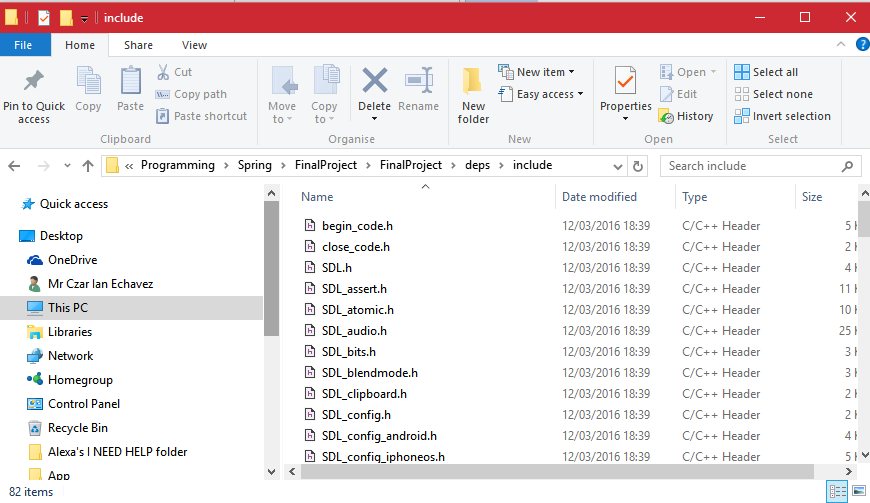 include
File Home Share View
Pin to Quick access
Copy
Paste
Cut
Copy path
Paste shortcut
Clipboard
Move to
Copy to
Delete
Rename
Organise
New folder
New item
Easy access
New
Properties
Open
Edit
History
Open
Select all
Select none
Invert selection
Select
« Programming Spring FinalProject FinalProject deps include
Search include
Quick access
Desktop
OneDrive
Mr Czar Ian Echavez
This PC
Libraries
Network
Homegroup
Control Panel
Recycle Bin
Alexa's I NEED HELP folder
App
Name Date modified Type Size
begin_code.h 12/03/2016 18:39 C/C++ Header 5
close_code.h 12/03/2016 18:39 C/C++ Header 2
SDL.h 12/03/2016 18:39 C/C++ Header 4
SDL_assert.h 12/03/2016 18:39 C/C++ Header 11
SDL_atomic.h 12/03/2016 18:39 C/C++ Header 10
SDL_audio.h 12/03/2016 18:39 C/C++ Header 25
SDL_bits.h 12/03/2016 18:39 C/C++ Header 3
SDL_blendmode.h 12/03/2016 18:39 C/C++ Header 3
SDL_clipboard.h 12/03/2016 18:39 C/C++ Header 2
SDL_config.h 12/03/2016 18:39 C/C++ Header 2
SDL_config_android.h 12/03/2016 18:39 C/C++ Header 4
SDL_config_iphoneos.h 12/03/2016 18:39 C/C++ Header 5
82 items